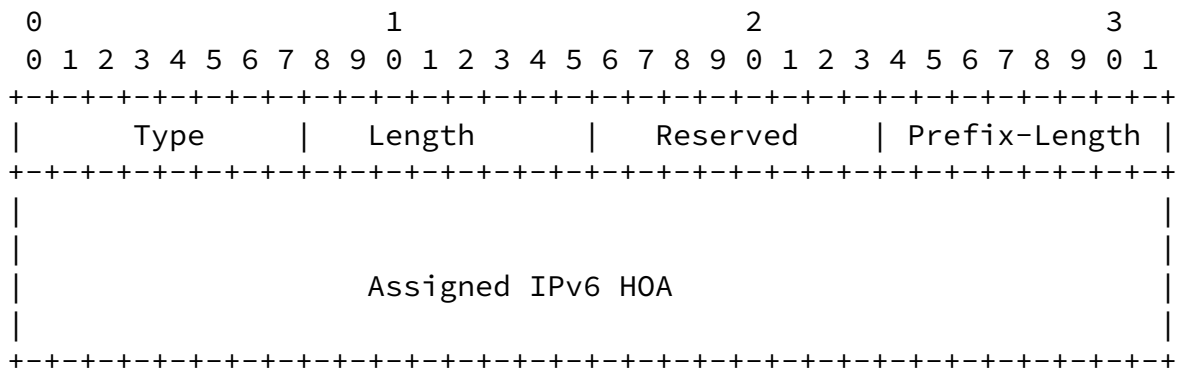 0                   1                   2                   3
0 1 2 3 4 5 6 7 8 9 0 1 2 3 4 5 6 7 8 9 0 1 2 3 4 5 6 7 8 9 0 1
+-+-+-+-+-+-+-+-+-+-+-+-+-+-+-+-+-+-+-+-+-+-+-+-+-+-+-+-+-+-+-+-+
|      Type     |   Length      |   Reserved    | Prefix-Length |
+-+-+-+-+-+-+-+-+-+-+-+-+-+-+-+-+-+-+-+-+-+-+-+-+-+-+-+-+-+-+-+-+
|                                                               |
|                                                               |
|                   Assigned IPv6 HOA                           |
|                                                               |
+-+-+-+-+-+-+-+-+-+-+-+-+-+-+-+-+-+-+-+-+-+-+-+-+-+-+-+-+-+-+-+-+